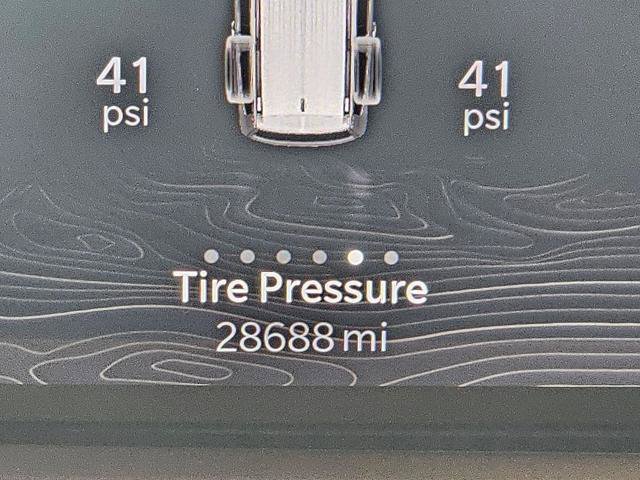 41 41
psi psi
Tire Pressure
28688 mi